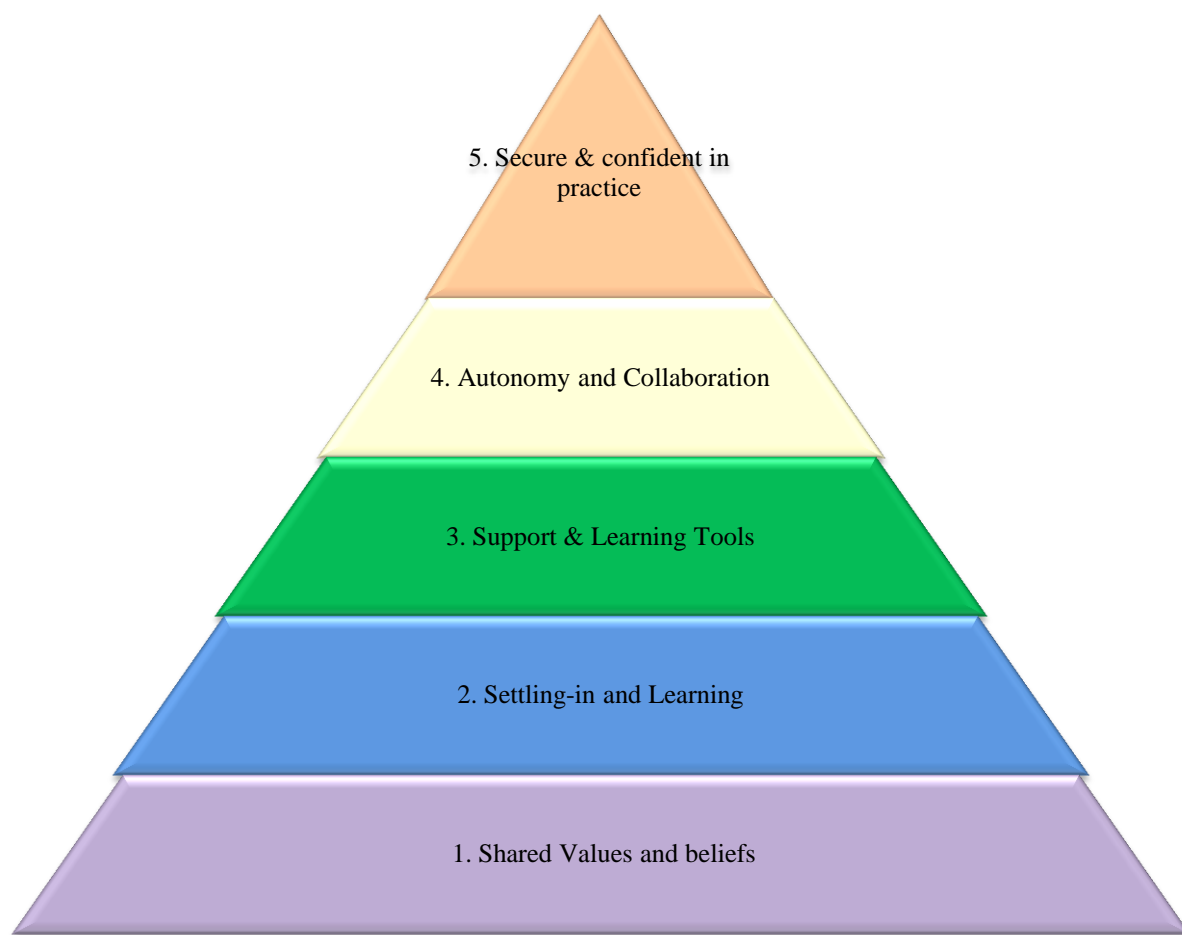 5. Secure & confident in
practice
4. Autonomy and Collaboration
3. Support & Learning Tools
2. Settling-in and Learning
1. Shared Values and beliefs